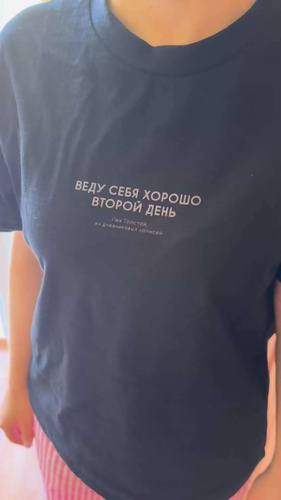 ВЕДУ СЕБЯ ХОРОШО
ВТОРОЙ ДЕНЬ
Лев Толстой,
из дневниковых записей